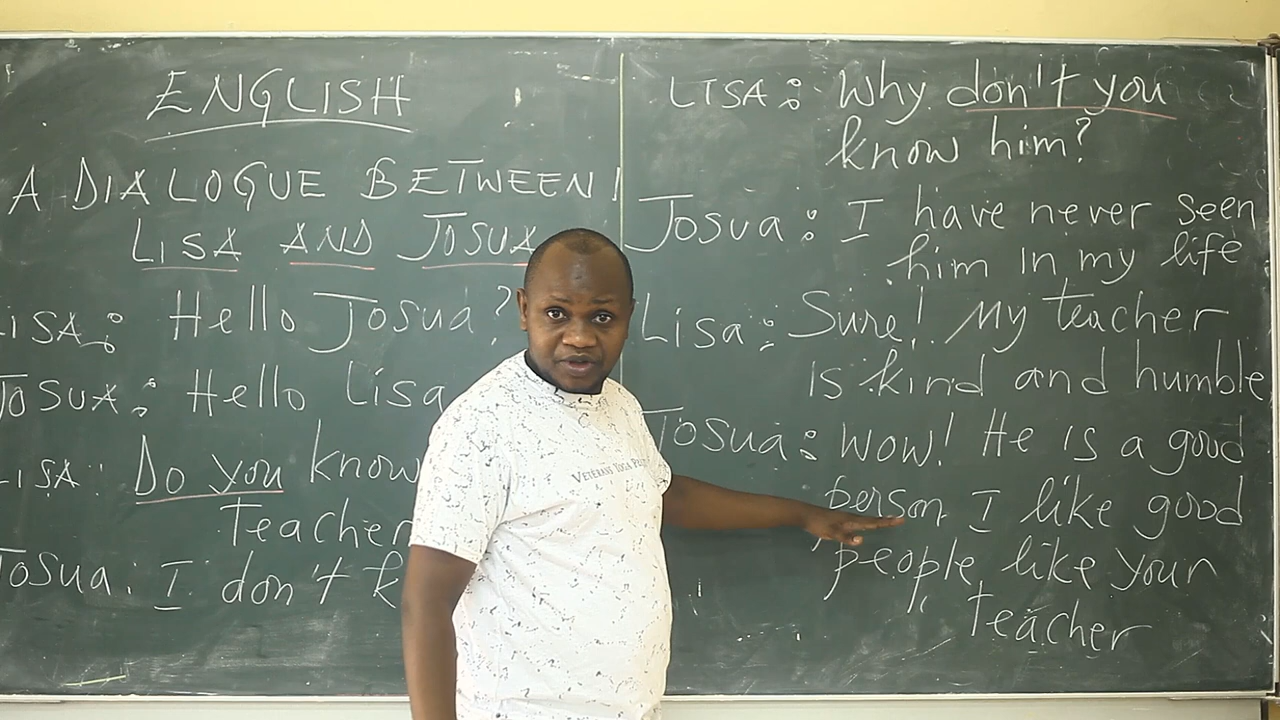 ENGLISH
A DIALOGUE BETWEEN
LISA AND JOSUA
LISA: Hello Josua?
JOSUA: Hello Lisa
LISA: Do you know
Teacher
Josua: I don't k
LISA: Why don't you
know him?
Josua: I have never seen
him in my life
Lisa: Sure! My teacher
is kind and humble
Josua: Wow! He is a good
person I like good
people like your
teacher
VETERANS YOGA